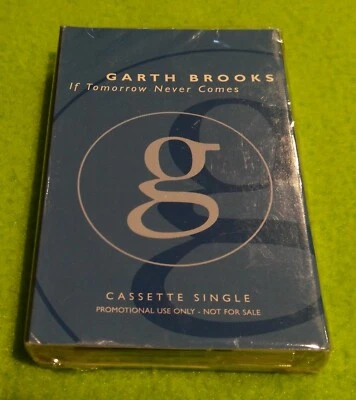 GARTH BROOKS
If Tomorrow Never Comes
g
CASSETTE SINGLE
PROMOTIONAL USE ONLY - NOT FOR SALE